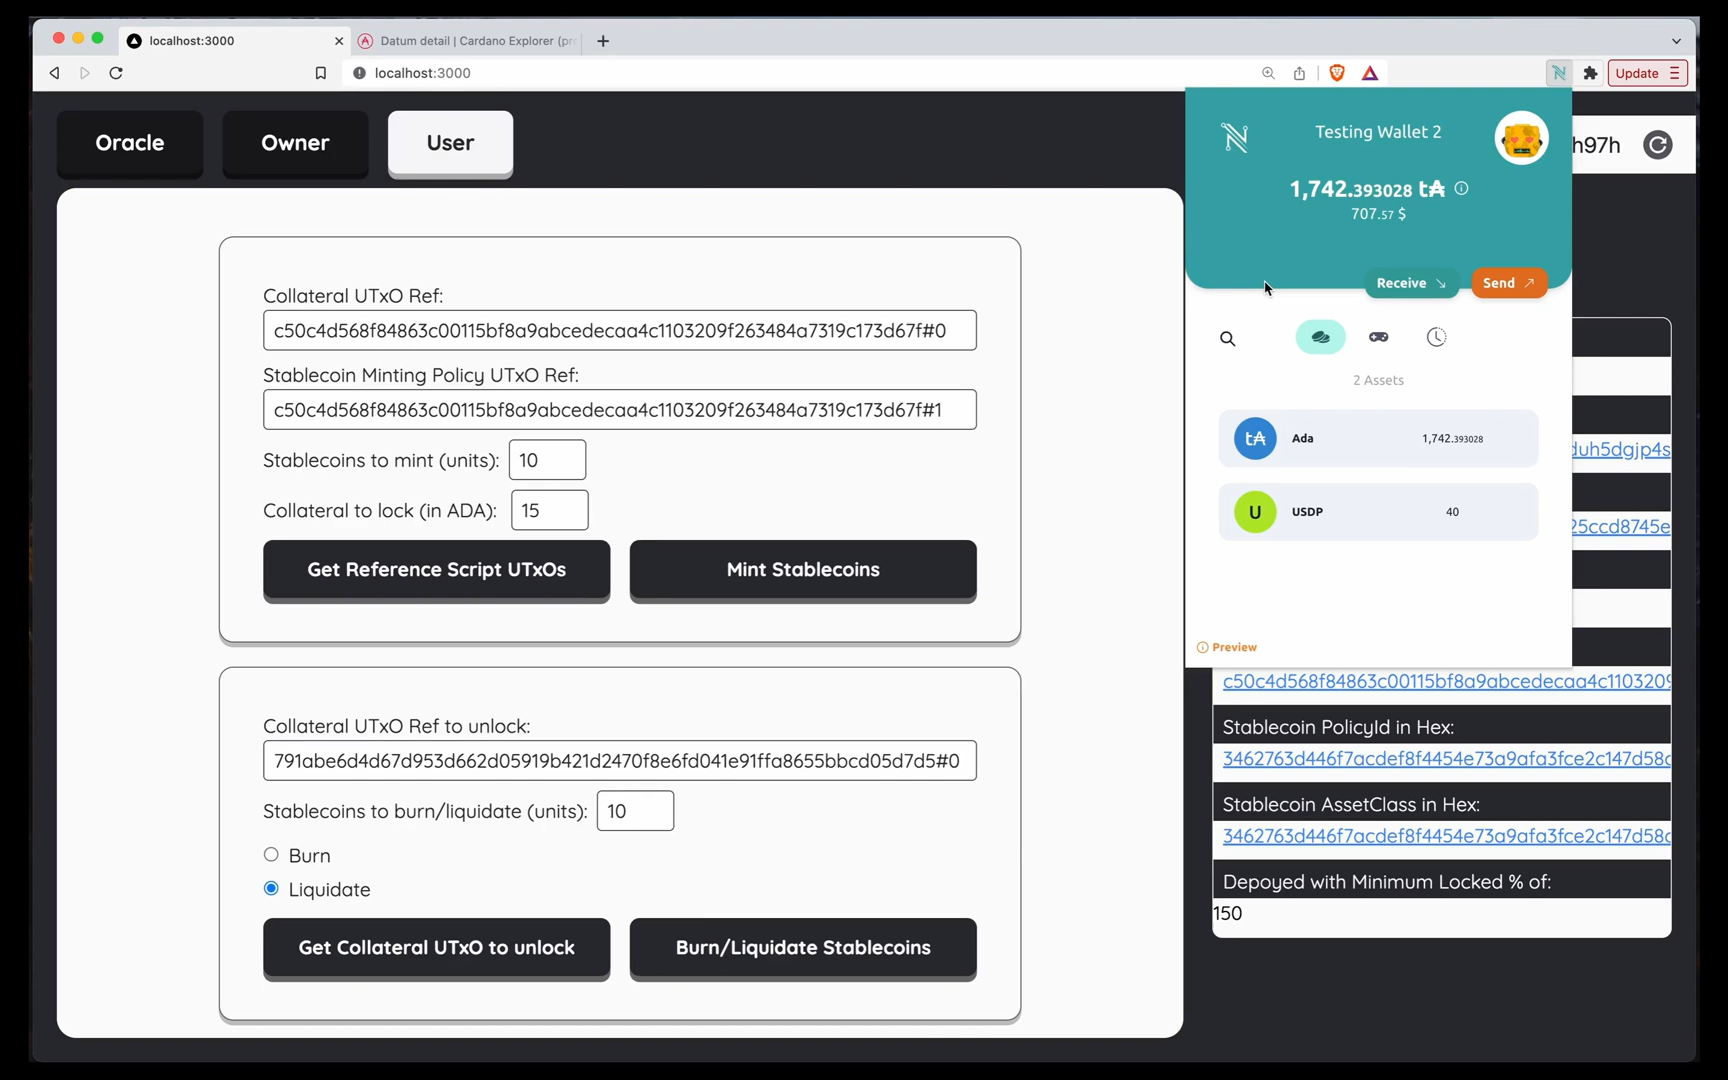 localhost:3000
Datum detail | Cardano Explorer (pr
localhost:3000
Update
Oracle
Owner
User
h97h
Testing Wallet 2
1,742.393028 t₳
707.57 $
Receive
Send
2 Assets
t₳ Ada 1,742.393028
U USDP 40
Preview
Collateral UTxO Ref:
c50c4d568f84863c00115bf8a9abcedecaa4c1103209f263484a7319c173d67f#0
Stablecoin Minting Policy UTxO Ref:
c50c4d568f84863c00115bf8a9abcedecaa4c1103209f263484a7319c173d67f#1
Stablecoins to mint (units): 10
Collateral to lock (in ADA): 15
Get Reference Script UTxOs
Mint Stablecoins
Collateral UTxO Ref to unlock:
791abe6d4d67d953d662d05919b421d2470f8e6fd041e91ffa8655bbcd05d7d5#0
Stablecoins to burn/liquidate (units): 10
Burn
Liquidate
Get Collateral UTxO to unlock
Burn/Liquidate Stablecoins
duh5dgjp4s
25ccd8745e
c50c4d568f84863c00115bf8a9abcedecaa4c1103209
Stablecoin PolicyId in Hex:
3462763d446f7acdef8f4454e73a9afa3fce2c147d58c
Stablecoin AssetClass in Hex:
3462763d446f7acdef8f4454e73a9afa3fce2c147d58c
Depoyed with Minimum Locked % of:
150